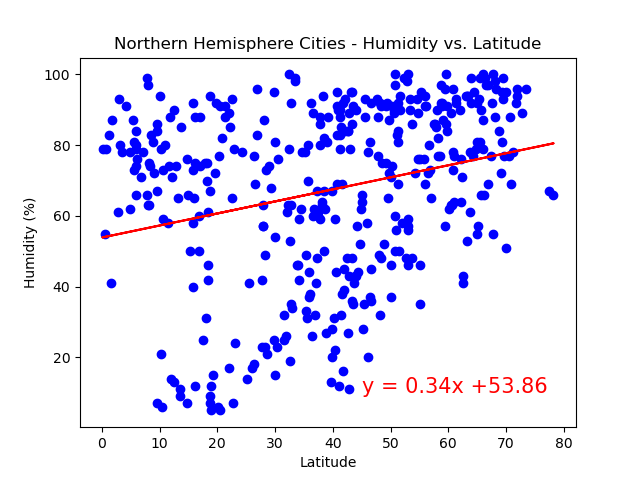 Northern Hemisphere Cities - Humidity vs. Latitude
Humidity (%)
100
80
60
40
20
y = 0.34x +53.86
0 10 20 30 40 50 60 70 80
Latitude